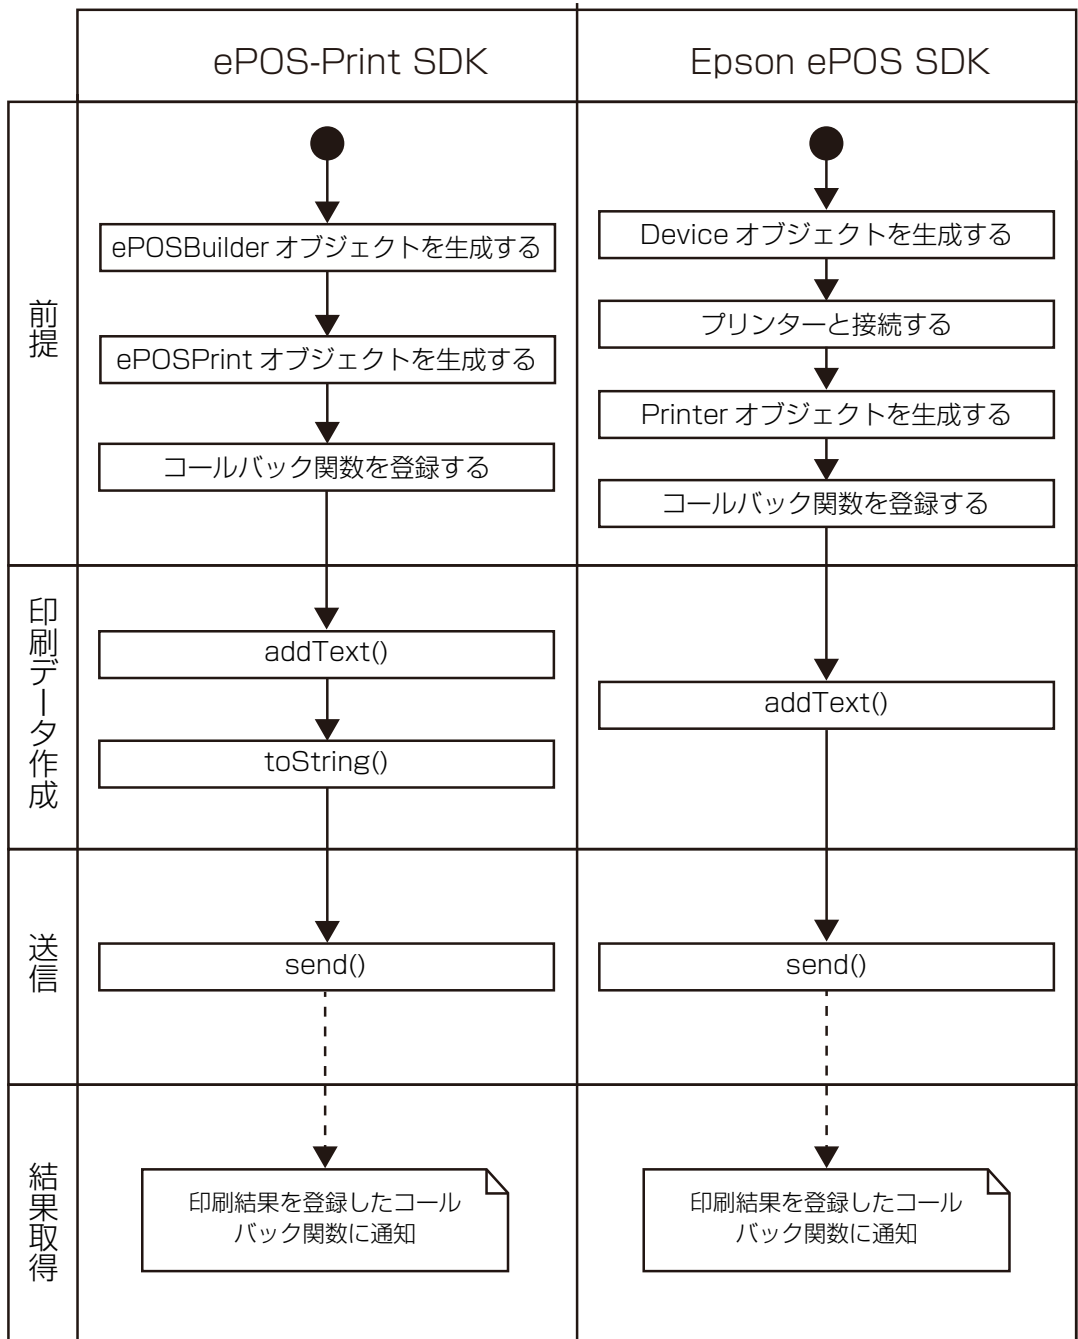 ePOS-Print SDK
Epson ePOS SDK
前提
ePOSBuilder オブジェクトを生成する
ePOSPrint オブジェクトを生成する
コールバック関数を登録する
Device オブジェクトを生成する
プリンターと接続する
Printer オブジェクトを生成する
コールバック関数を登録する
印刷データ作成
addText()
toString()
addText()
送信
send()
send()
結果取得
印刷結果を登録したコール
バック関数に通知
印刷結果を登録したコール
バック関数に通知